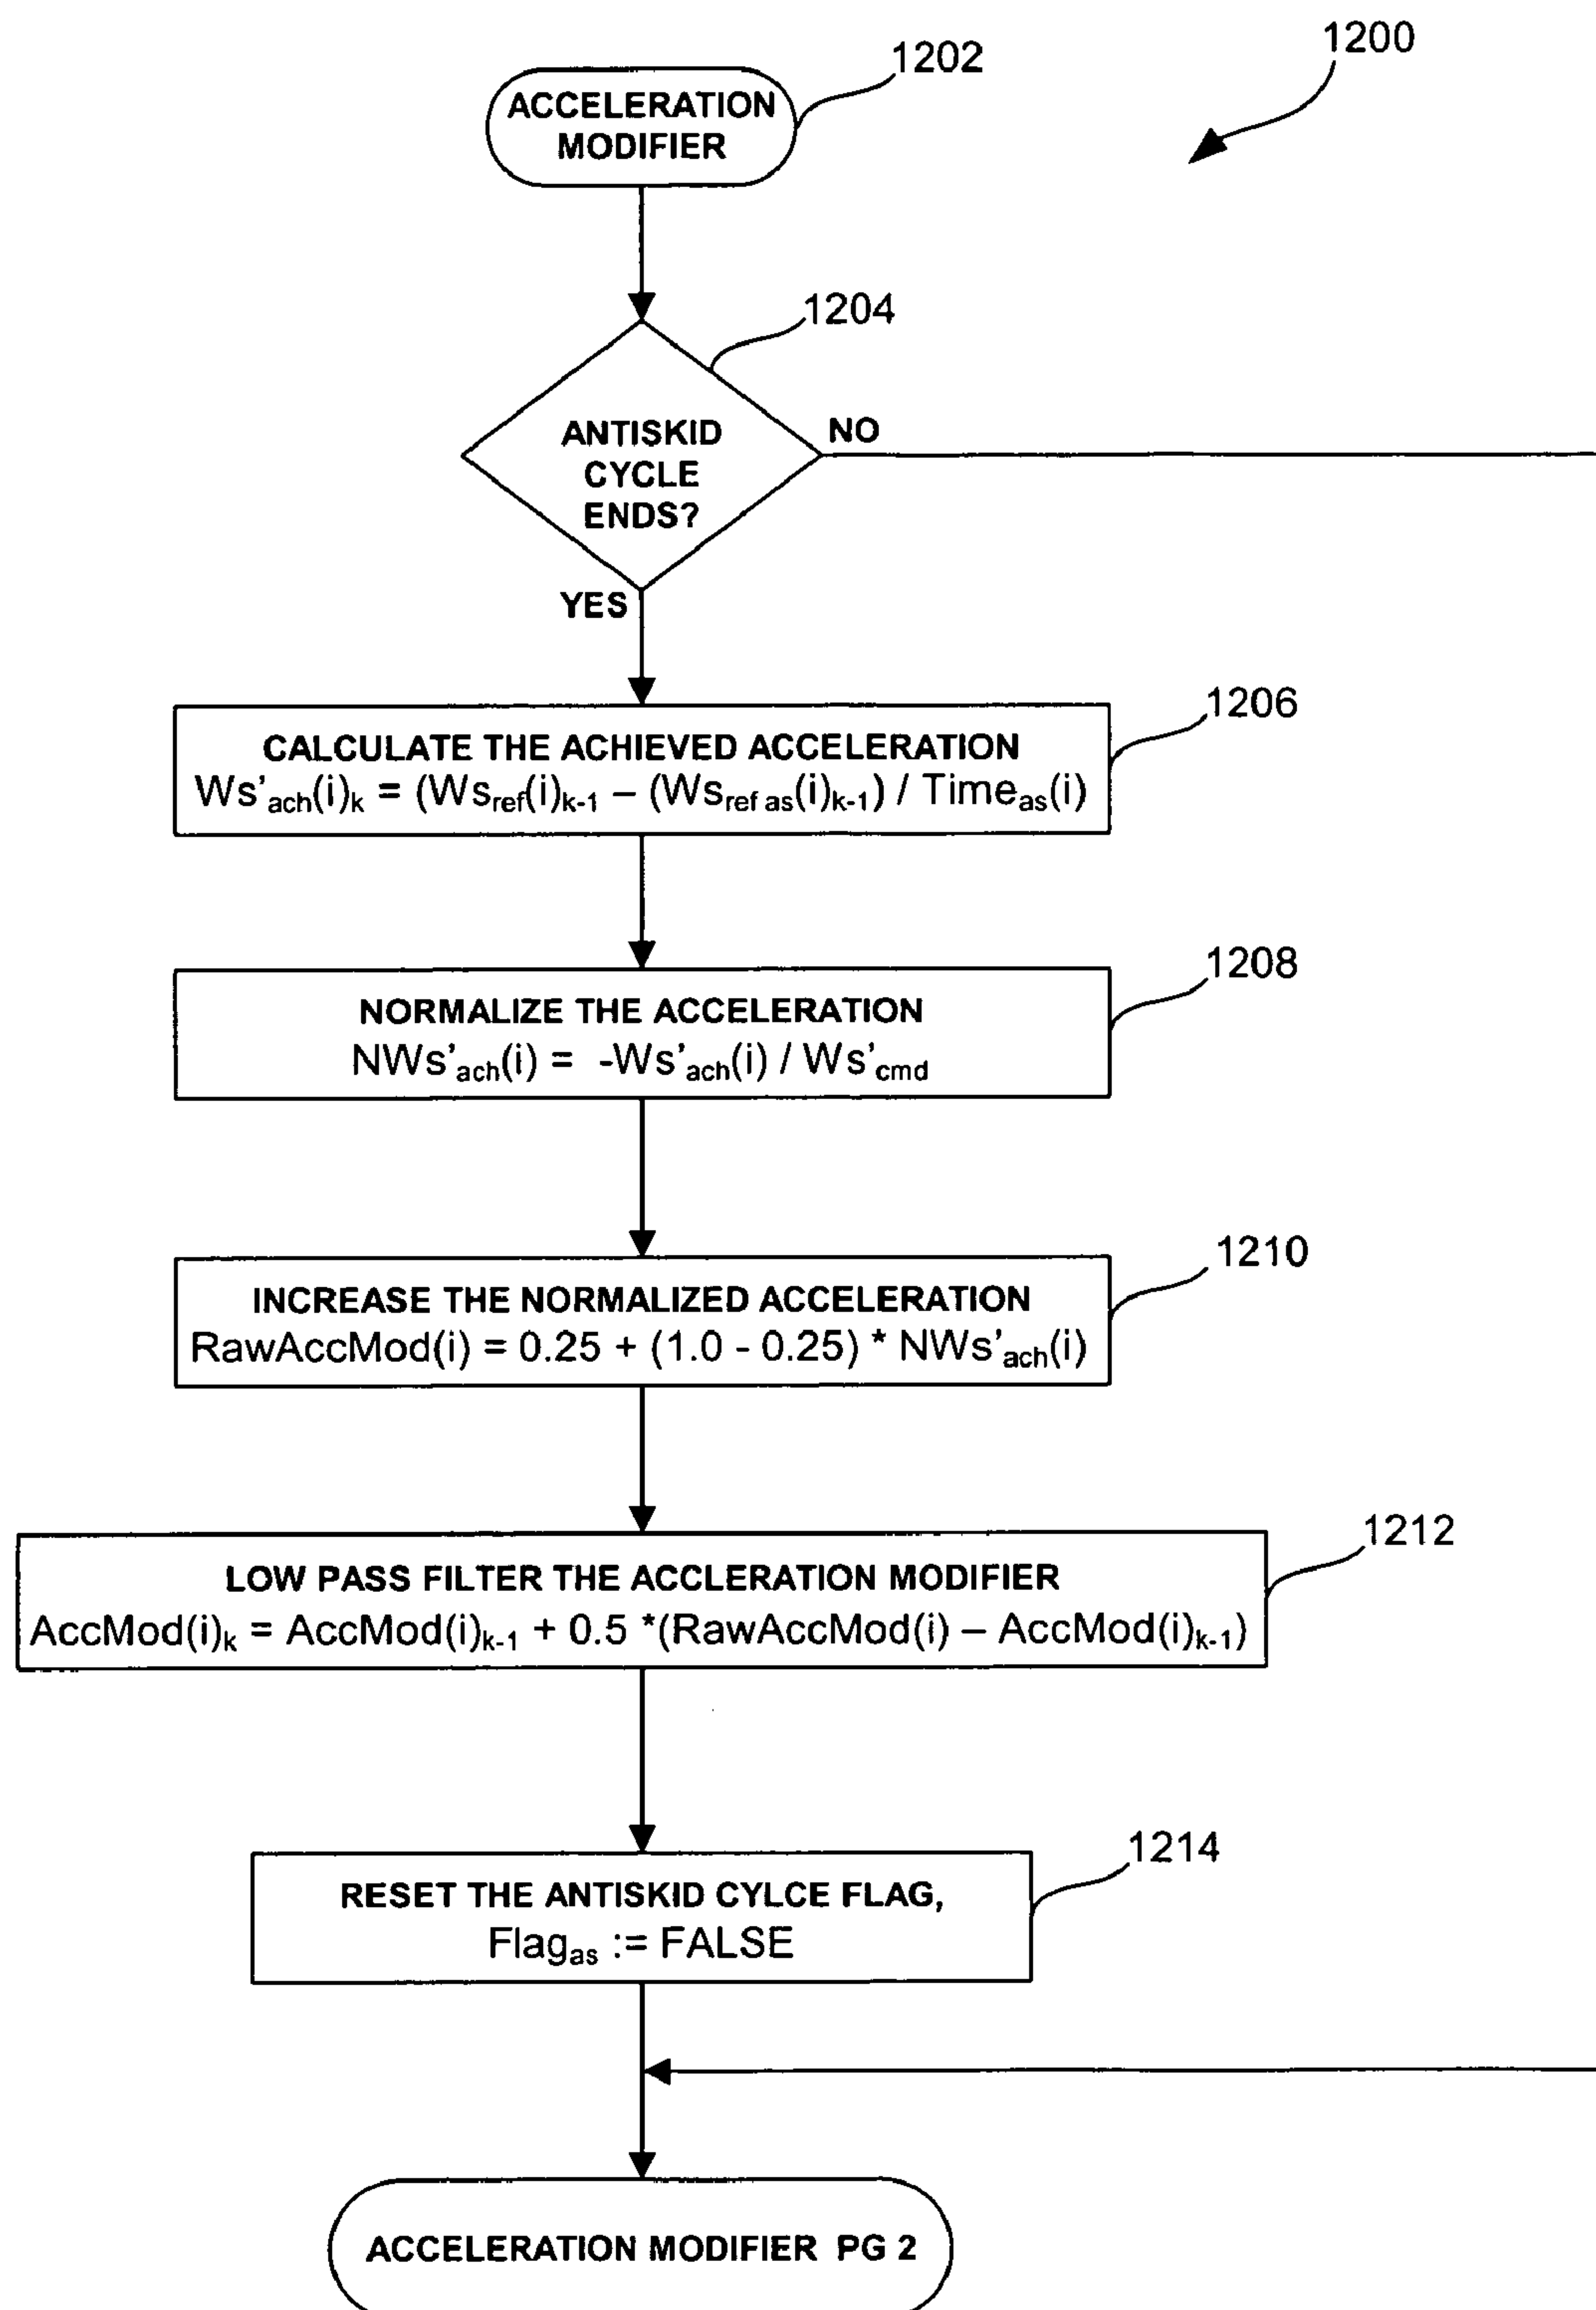 1200
1202
ACCELERATION
MODIFIER
1204
ANTISKID
CYCLE
ENDS?
NO
YES
1206
CALCULATE THE ACHIEVED ACCELERATION
Ws’ach(i)k = (Wsref(i)k-1 – (Wsref as(i)k-1) / Timeas(i)
1208
NORMALIZE THE ACCELERATION
NWs’ach(i) = -Ws’ach(i) / Ws’cmd
1210
INCREASE THE NORMALIZED ACCELERATION
RawAccMod(i) = 0.25 + (1.0 - 0.25) * NWs’ach(i)
1212
LOW PASS FILTER THE ACCLERATION MODIFIER
AccMod(i)k = AccMod(i)k-1 + 0.5 *(RawAccMod(i) – AccMod(i)k-1)
1214
RESET THE ANTISKID CYLCE FLAG,
Flagas := FALSE
ACCELERATION MODIFIER PG 2